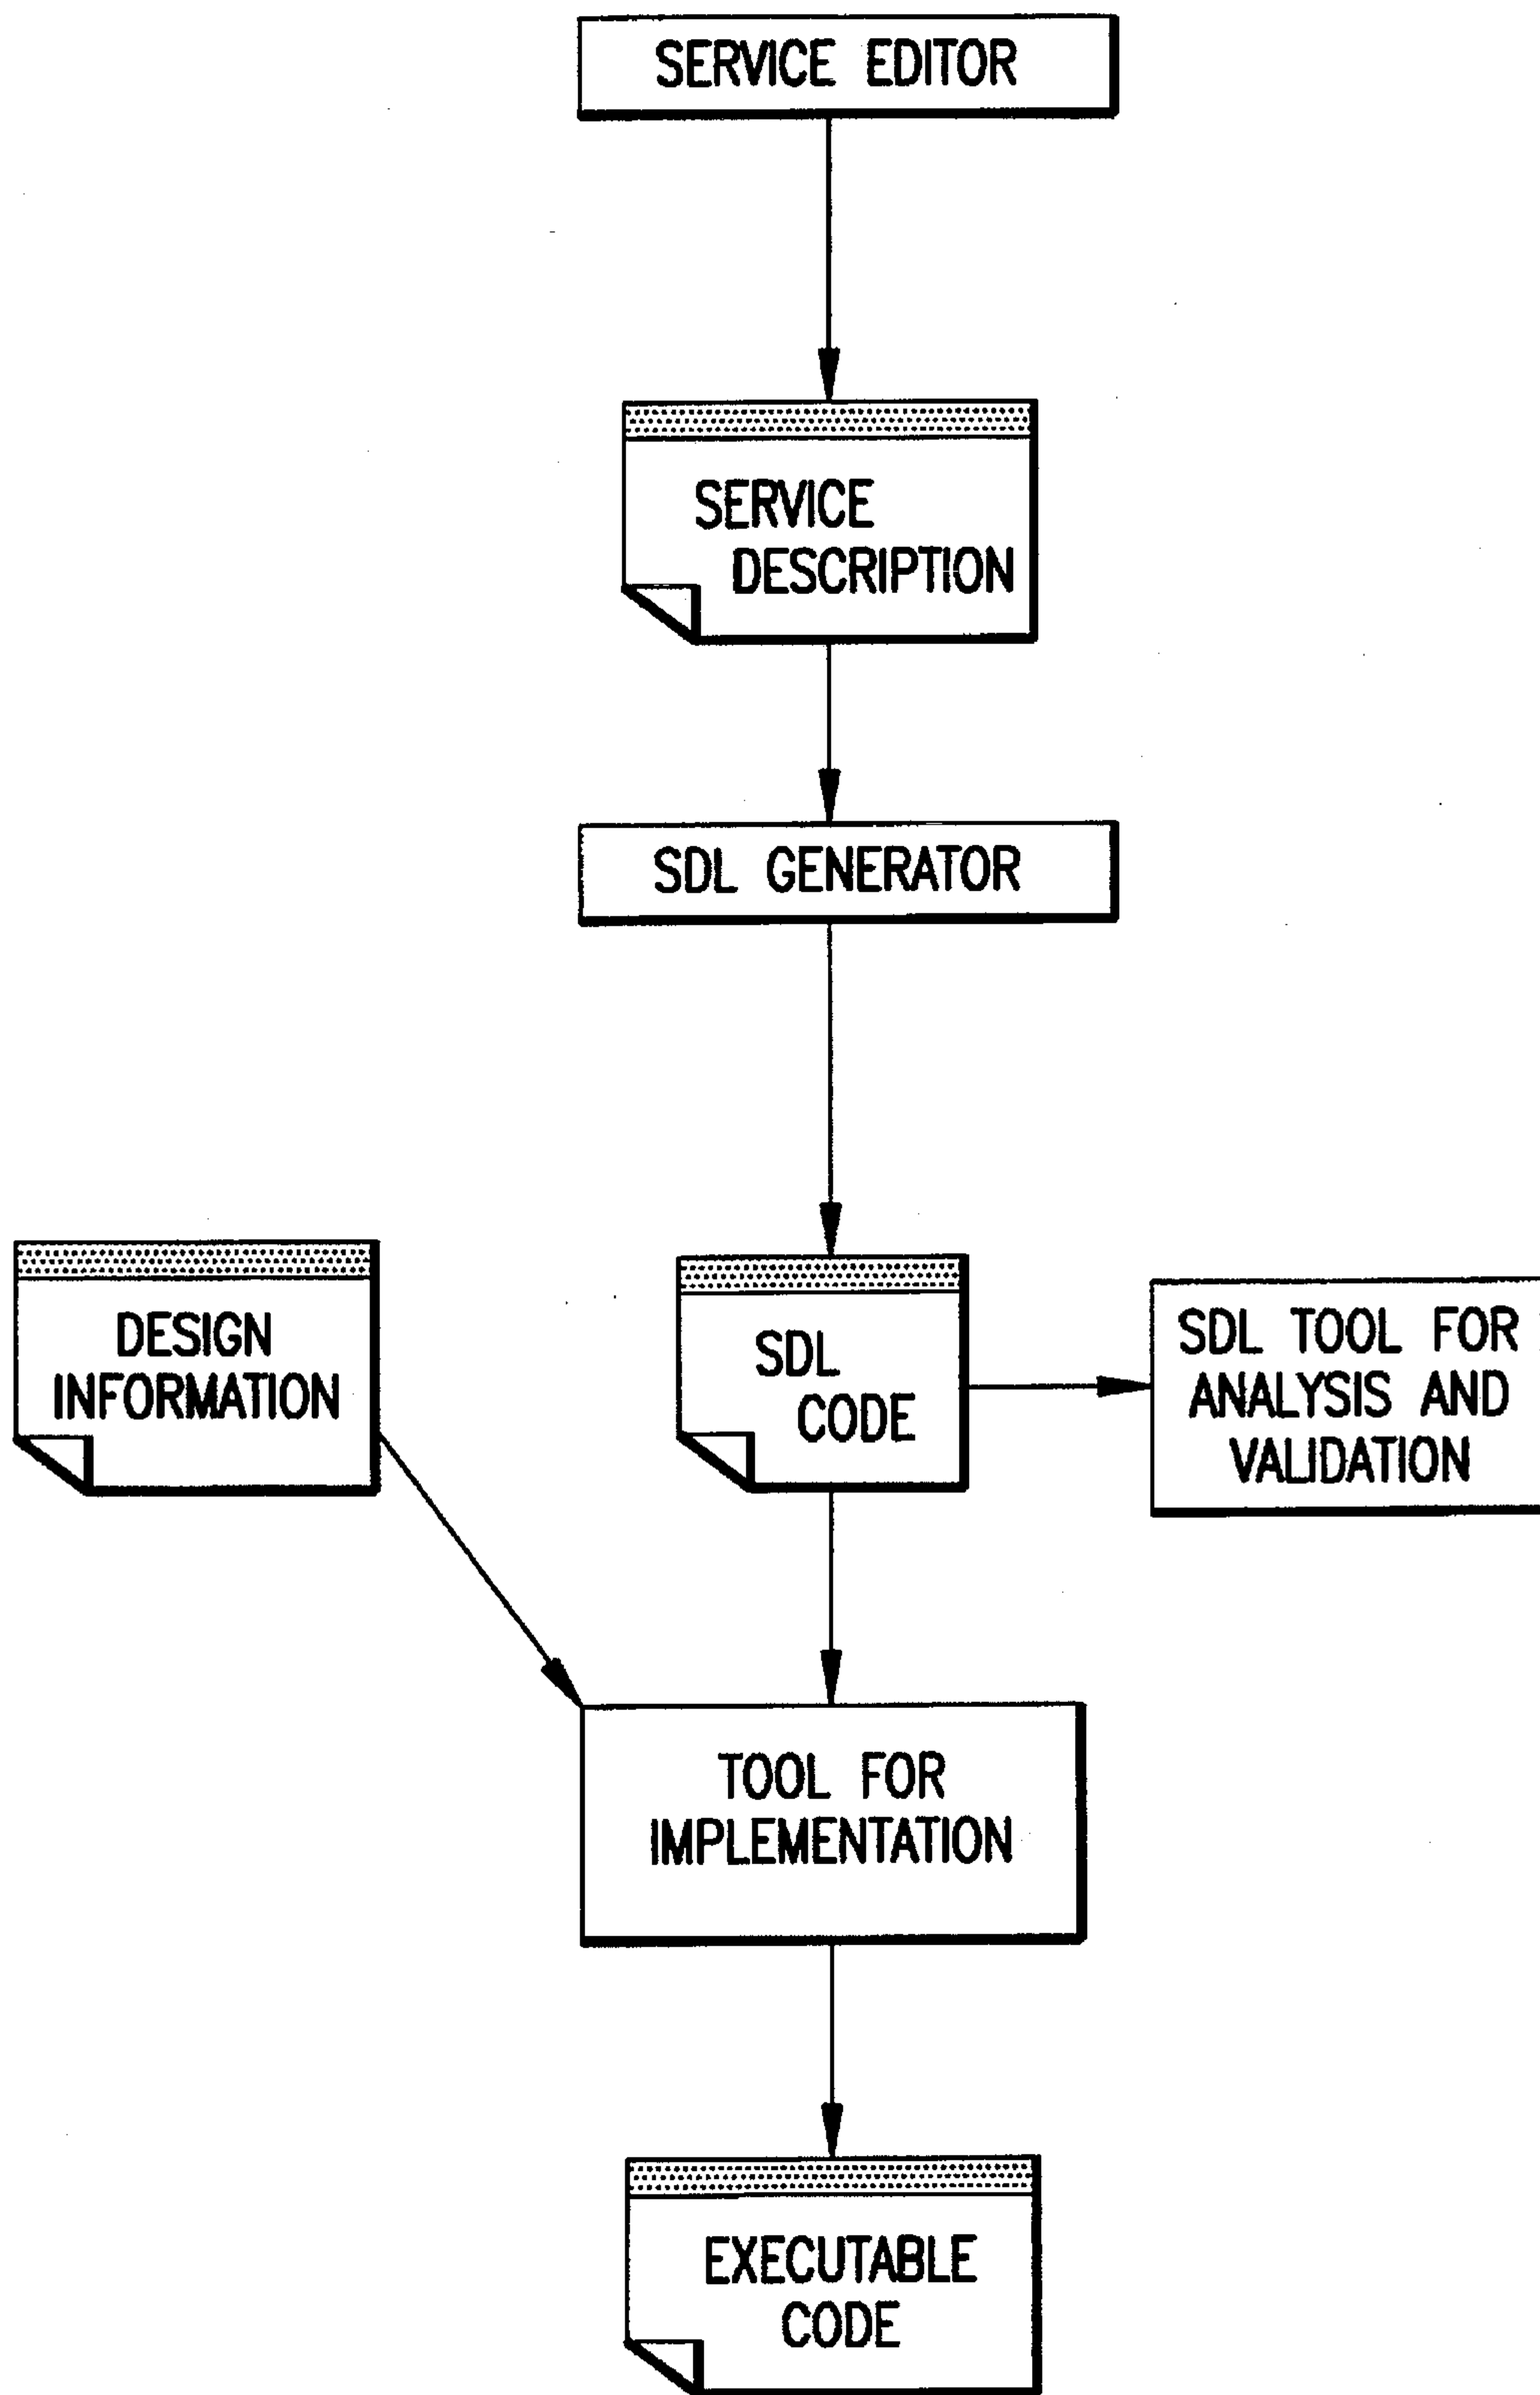 SERVICE EDITOR
SERVICE
DESCRIPTION
SDL GENERATOR
DESIGN
INFORMATION
SDL
CODE
SDL TOOL FOR
ANALYSIS AND
VALIDATION
TOOL FOR
IMPLEMENTATION
EXECUTABLE
CODE